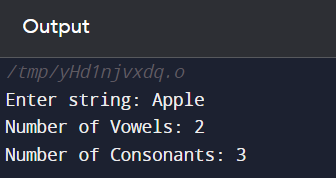 Output
/tmp/yHd1njvxdq.o
Enter string: Apple
Number of Vowels: 2
Number of Consonants: 3